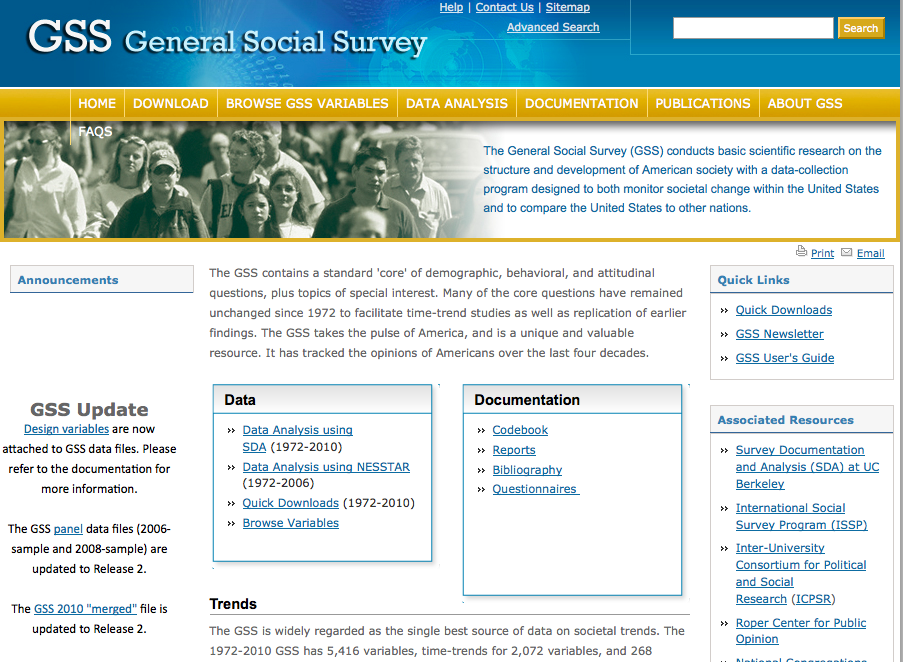 Help | Contact Us | Sitemap
Advanced Search
Search
GSS General Social Survey
HOME DOWNLOAD BROWSE GSS VARIABLES DATA ANALYSIS DOCUMENTATION PUBLICATIONS ABOUT GSS
FAQS
The General Social Survey (GSS) conducts basic scientific research on the
structure and development of American society with a data-collection
program designed to both monitor societal change within the United States
and to compare the United States to other nations.
Print Email
Announcements
GSS Update
Design variables are now
attached to GSS data files. Please
refer to the documentation for
more information.
The GSS panel data files (2006-
sample and 2008-sample) are
updated to Release 2.
The GSS 2010 "merged" file is
updated to Release 2.
The GSS contains a standard 'core' of demographic, behavioral, and attitudinal
questions, plus topics of special interest. Many of the core questions have remained
unchanged since 1972 to facilitate time-trend studies as well as replication of earlier
findings. The GSS takes the pulse of America, and is a unique and valuable
resource. It has tracked the opinions of Americans over the last four decades.
Data
›› Data Analysis using
SDA (1972-2010)
›› Data Analysis using NESSTAR
(1972-2006)
›› Quick Downloads (1972-2010)
›› Browse Variables
Documentation
›› Codebook
›› Reports
›› Bibliography
›› Questionnaires
Trends
The GSS is widely regarded as the single best source of data on societal trends. The
1972-2010 GSS has 5,416 variables, time-trends for 2,072 variables, and 268
Quick Links
›› Quick Downloads
›› GSS Newsletter
›› GSS User's Guide
Associated Resources
›› Survey Documentation
and Analysis (SDA) at UC
Berkeley
›› International Social
Survey Program (ISSP)
›› Inter-University
Consortium for Political
and Social
Research (ICPSR)
›› Roper Center for Public
Opinion